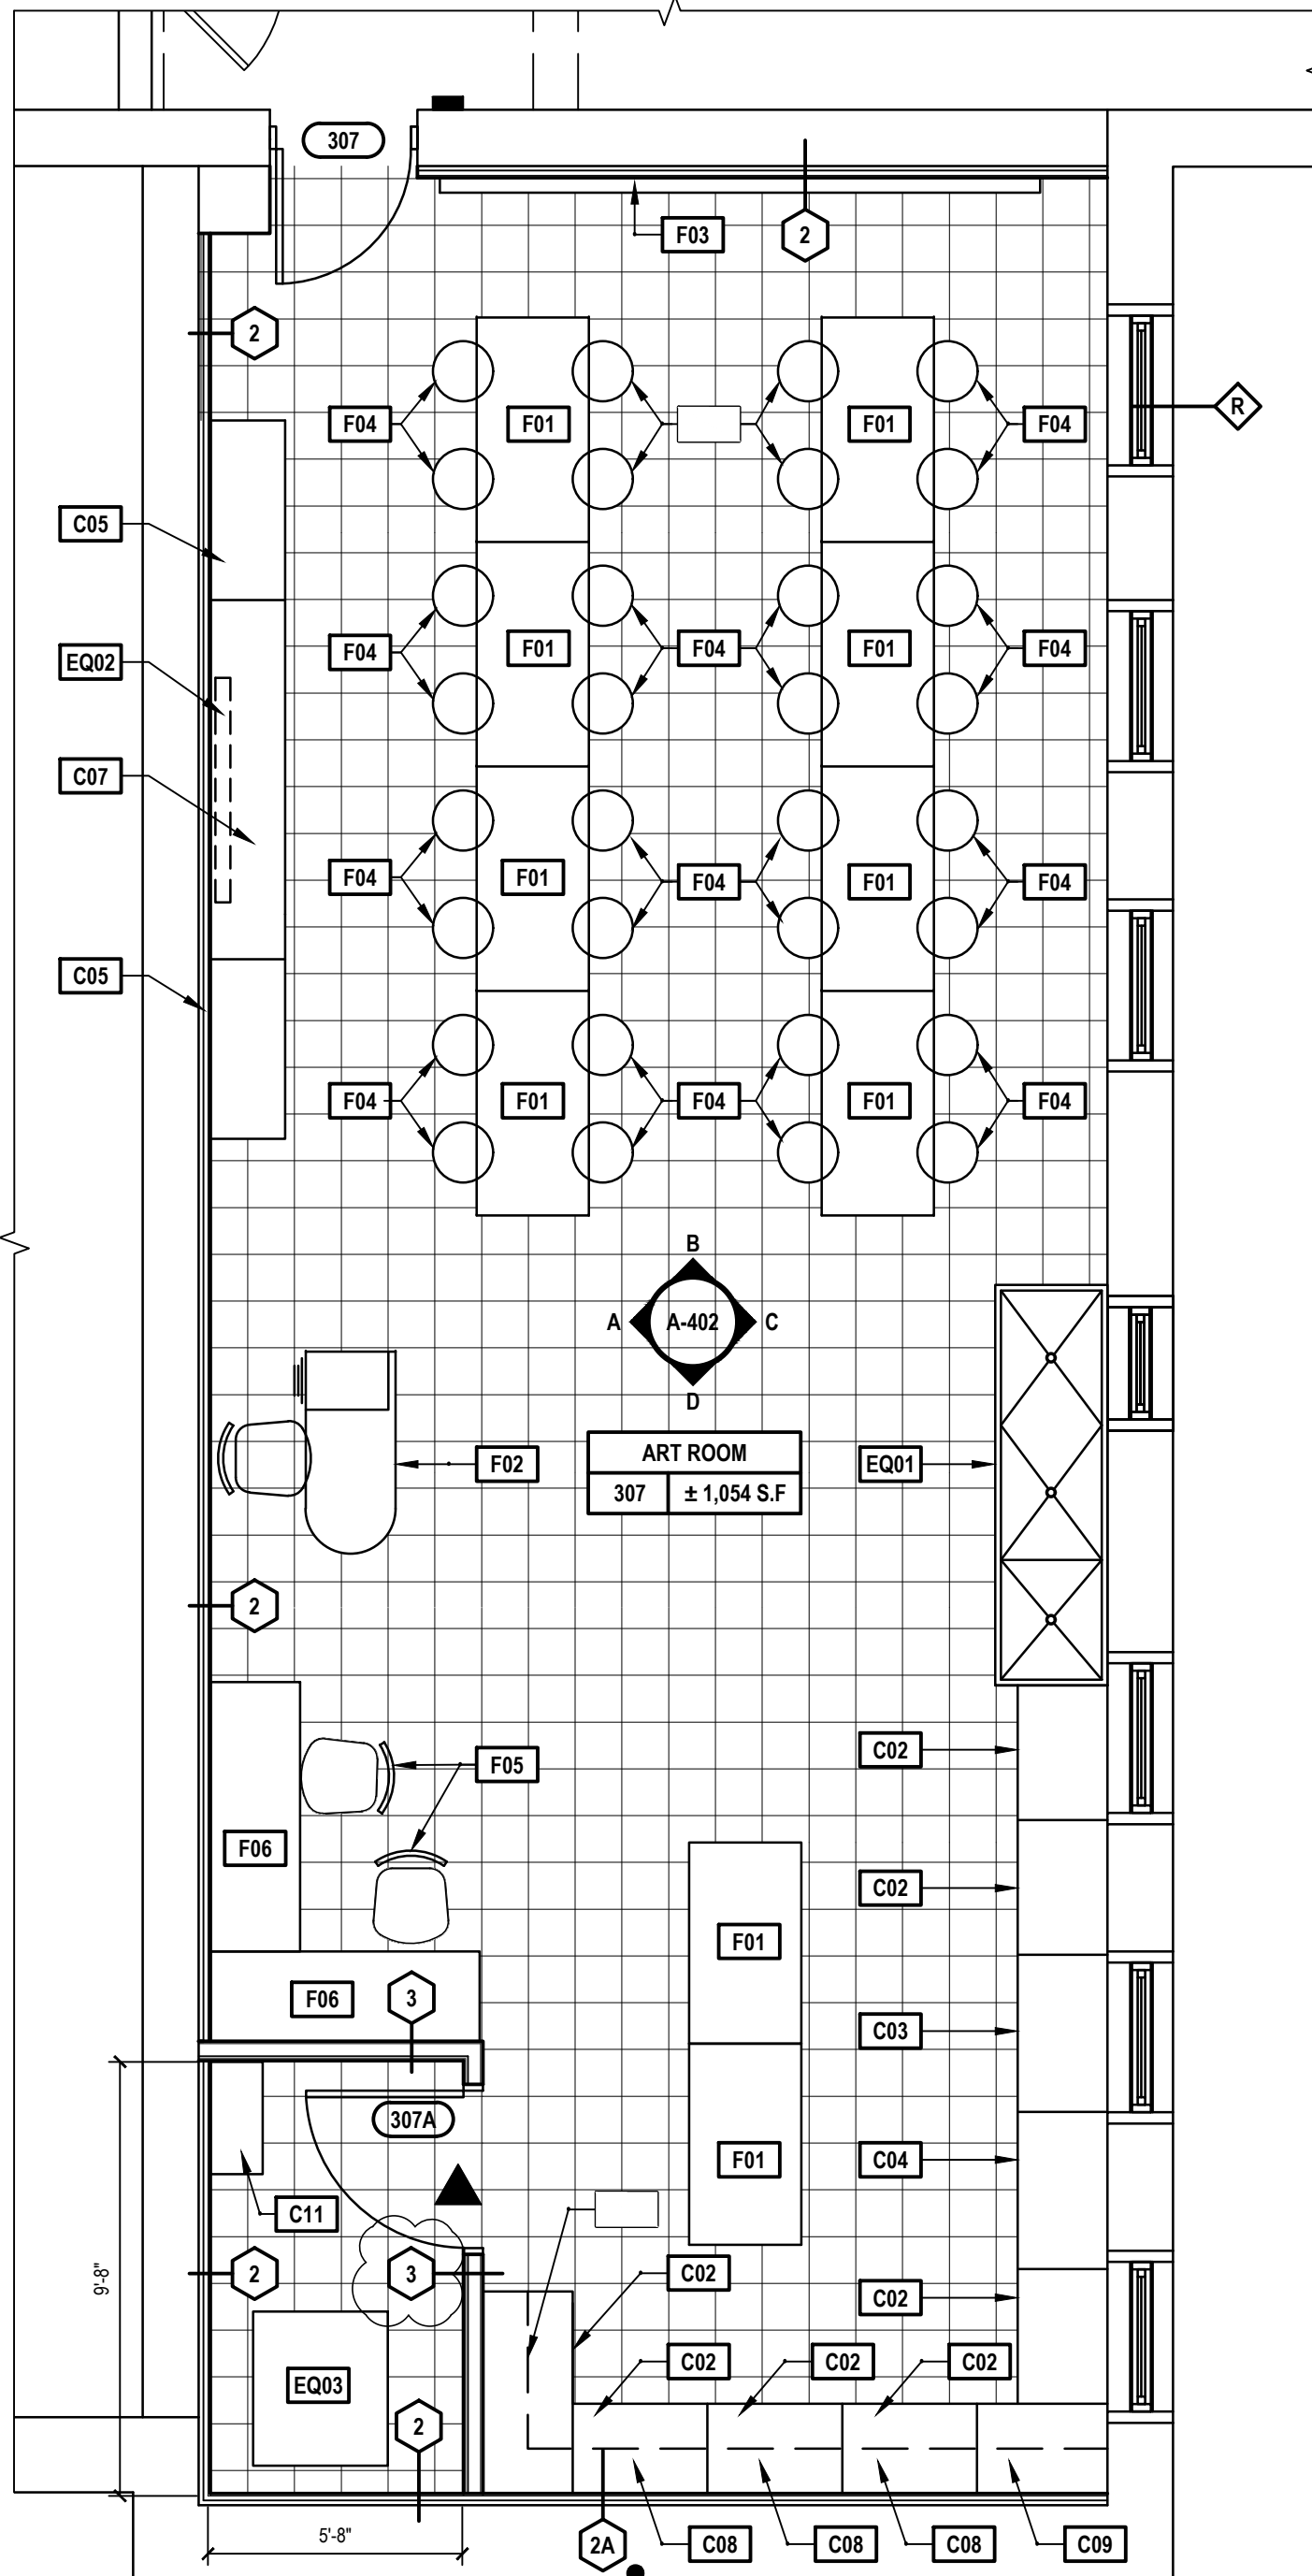 307
F03
2
2
R
F04
F01
F01
F04
C05
F04
F01
F04
F01
F04
EQ02
C07
F04
F01
F04
F01
F04
C05
F04
F01
F04
F01
F04
B
A
A-402
C
D
ART ROOM
307
± 1,054 S.F
F02
EQ01
2
C02
F05
F06
C02
F01
F06
3
C03
307A
F01
C04
C11
2
3
C02
C02
9'-8"
C02
C02
C02
EQ03
2
5'-8"
2A
C08
C08
C08
C09